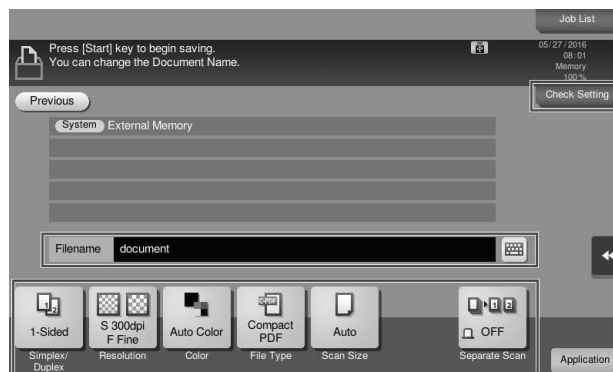 Job List
Press [Start] key to begin saving.
You can change the Document Name.
05/27/2016
08:01
Memory
100%
Previous
Check Setting
System External Memory
Filename document
1-Sided
S 300dpi
F Fine
Auto Color
C-PDF
Compact
PDF
Auto
OFF
Simplex/
Duplex
Resolution
Color
File Type
Scan Size
Separate Scan
Application